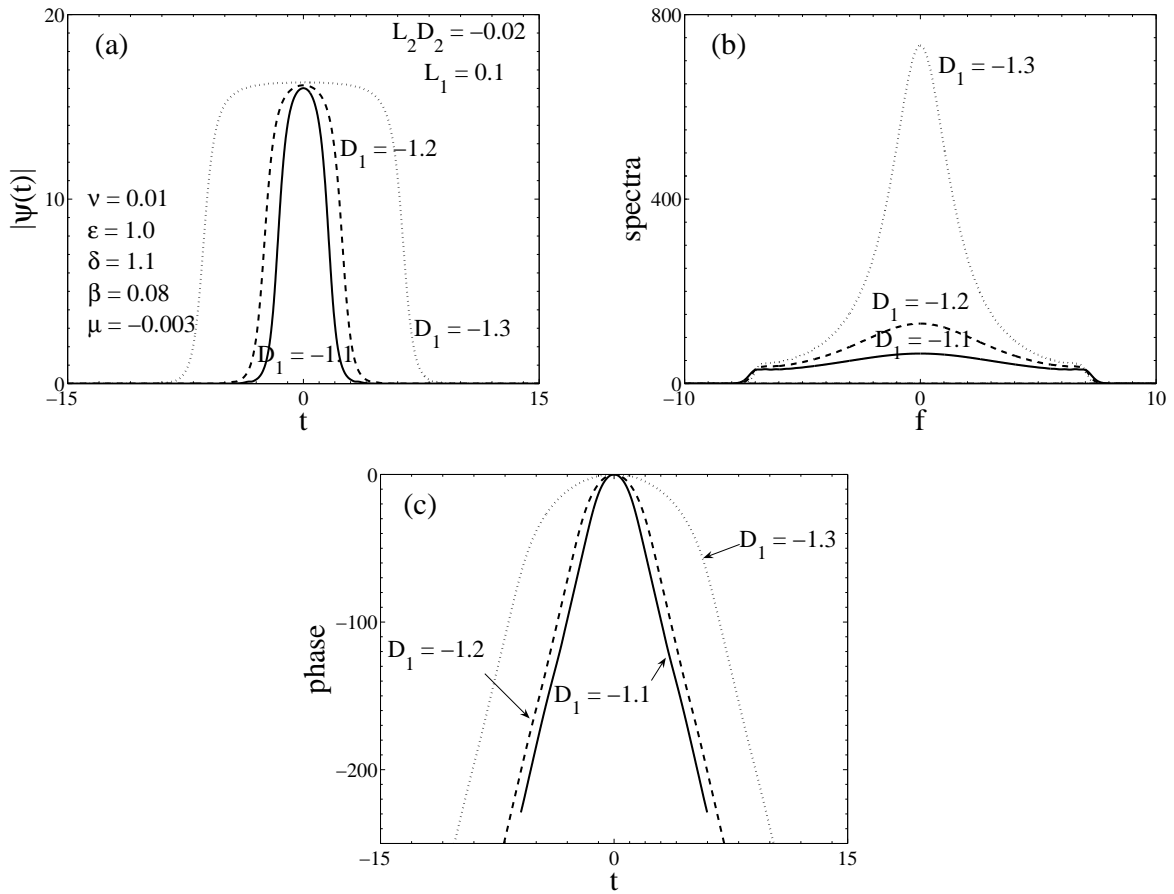 (a)
L₂D₂ = −0.02
L₁ = 0.1
D₁ = −1.2
ν = 0.01
ε = 1.0
δ = 1.1
β = 0.08
μ = −0.003
D₁ = −1.1
D₁ = −1.3
20
10
0
−15
0
15
|ψ(t)|
t
(b)
D₁ = −1.3
D₁ = −1.2
D₁ = −1.1
800
400
0
−10
0
10
spectra
f
(c)
D₁ = −1.3
D₁ = −1.2
D₁ = −1.1
0
−100
−200
−15
0
15
phase
t